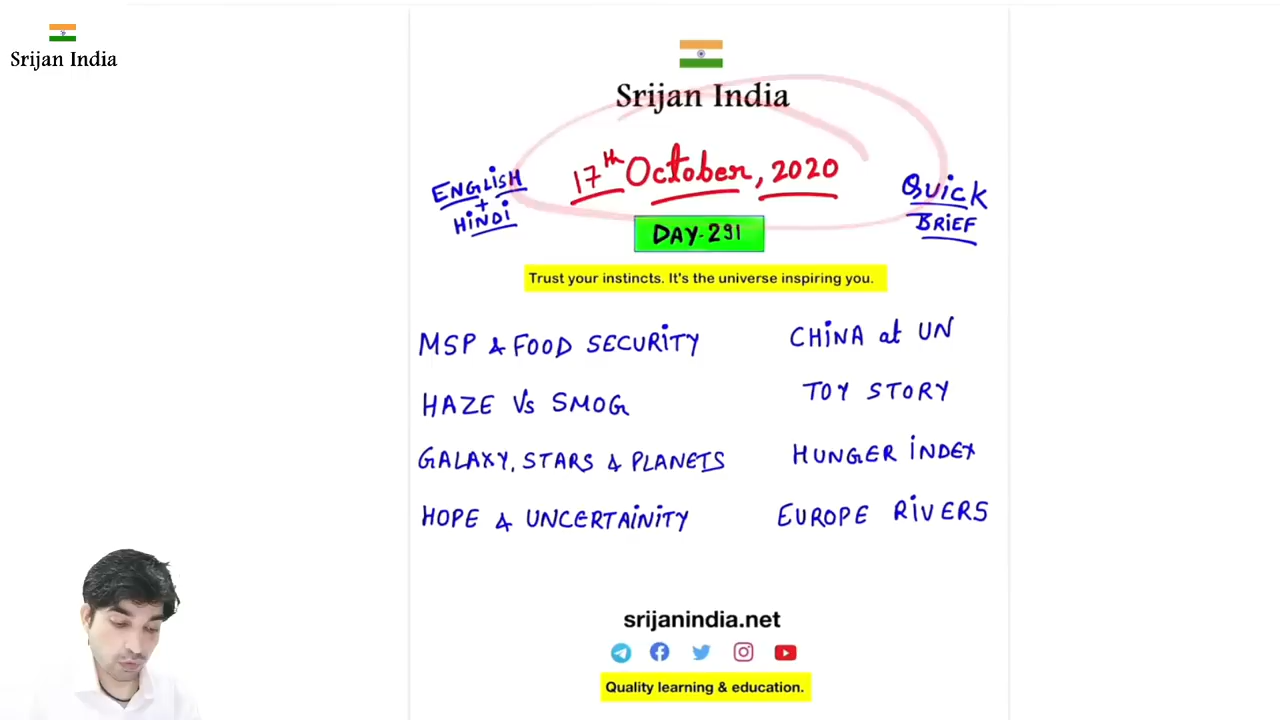 Srijan India
Srijan India
17th October, 2020
ENGLISH
+
HINDI
QUICK
BRIEF
DAY-291
Trust your instincts. It's the universe inspiring you.
MSP & FOOD SECURITY
CHINA at UN
HAZE Vs SMOG
TOY STORY
GALAXY, STARS & PLANETS
HUNGER INDEX
HOPE & UNCERTAINITY
EUROPE RIVERS
srijanindia.net
Quality learning & education.